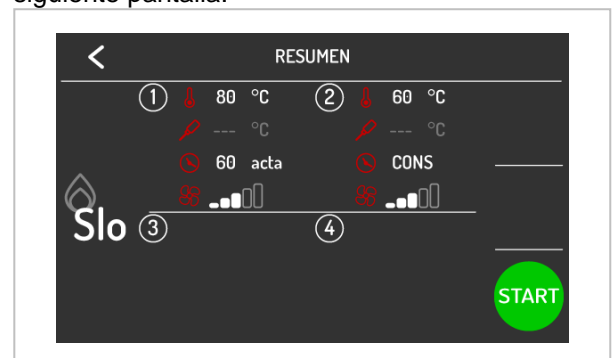 siguiente pantalla:
RESUMEN
1 80 °C 2 60 °C
--- °C --- °C
60 acta CONS
Slo
3 4
START